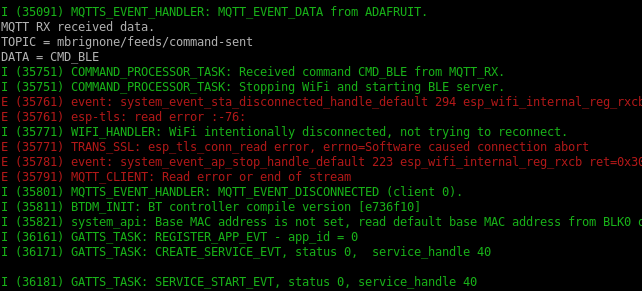 I (35091) MQTTS_EVENT_HANDLER: MQTT_EVENT_DATA from ADAFRUIT.
MQTT RX received data.
TOPIC = mbrignone/feeds/command-sent
DATA = CMD_BLE
I (35751) COMMAND_PROCESSOR_TASK: Received command CMD_BLE from MQTT_RX.
I (35751) COMMAND_PROCESSOR_TASK: Stopping WiFi and starting BLE server.
E (35761) event: system_event_sta_disconnected_handle_default 294 esp_wifi_internal_reg_rxcb
E (35761) esp-tls: read error :-76:
I (35771) WIFI_HANDLER: WiFi intentionally disconnected, not trying to reconnect.
E (35771) TRANS_SSL: esp_tls_conn_read error, errno=Software caused connection abort
E (35781) event: system_event_ap_stop_handle_default 223 esp_wifi_internal_reg_rxcb ret=0x30
E (35791) MQTT_CLIENT: Read error or end of stream
I (35801) MQTTS_EVENT_HANDLER: MQTT_EVENT_DISCONNECTED (client 0).
I (35811) BTDM_INIT: BT controller compile version [e736f10]
I (35821) system_api: Base MAC address is not set, read default base MAC address from BLK0 o
I (36161) GATTS_TASK: REGISTER_APP_EVT - app_id = 0
I (36171) GATTS_TASK: CREATE_SERVICE_EVT, status 0,  service_handle 40
I (36181) GATTS_TASK: SERVICE_START_EVT, status 0, service_handle 40